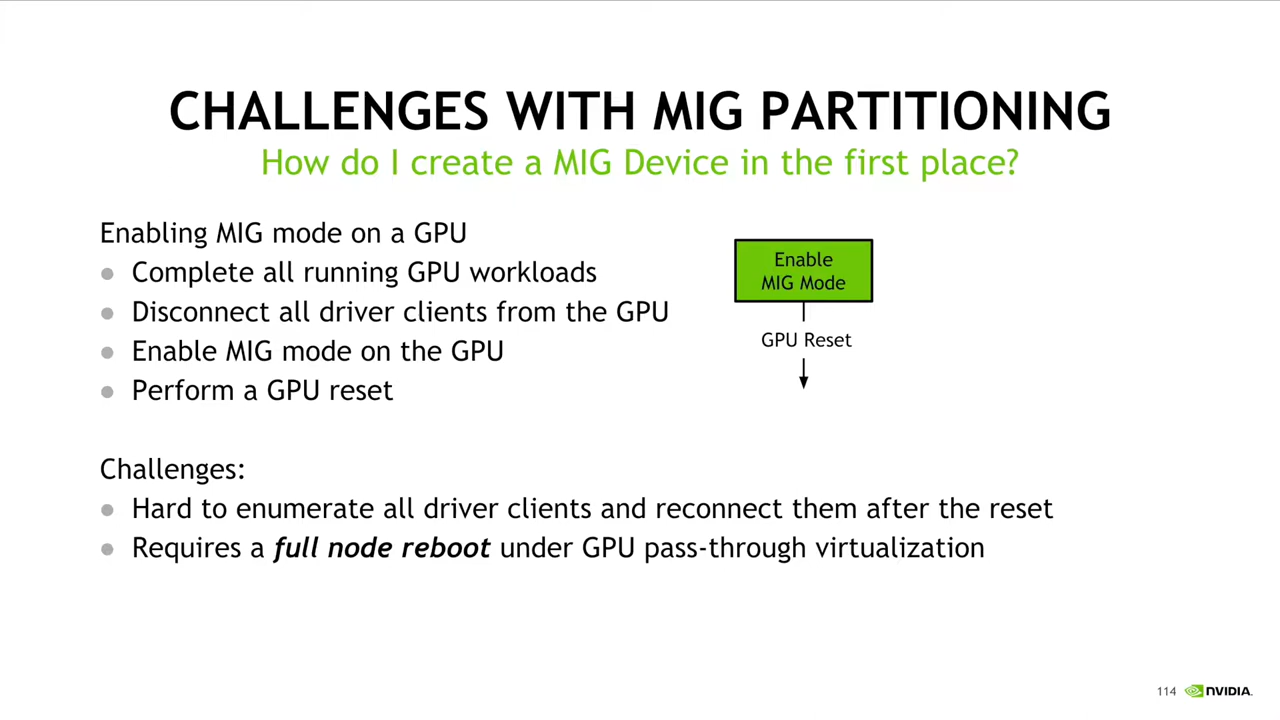 CHALLENGES WITH MIG PARTITIONING
How do I create a MIG Device in the first place?
Enabling MIG mode on a GPU
● Complete all running GPU workloads
● Disconnect all driver clients from the GPU
● Enable MIG mode on the GPU
● Perform a GPU reset
Challenges:
● Hard to enumerate all driver clients and reconnect them after the reset
● Requires a full node reboot under GPU pass-through virtualization
Enable
MIG Mode
GPU Reset
114 NVIDIA.